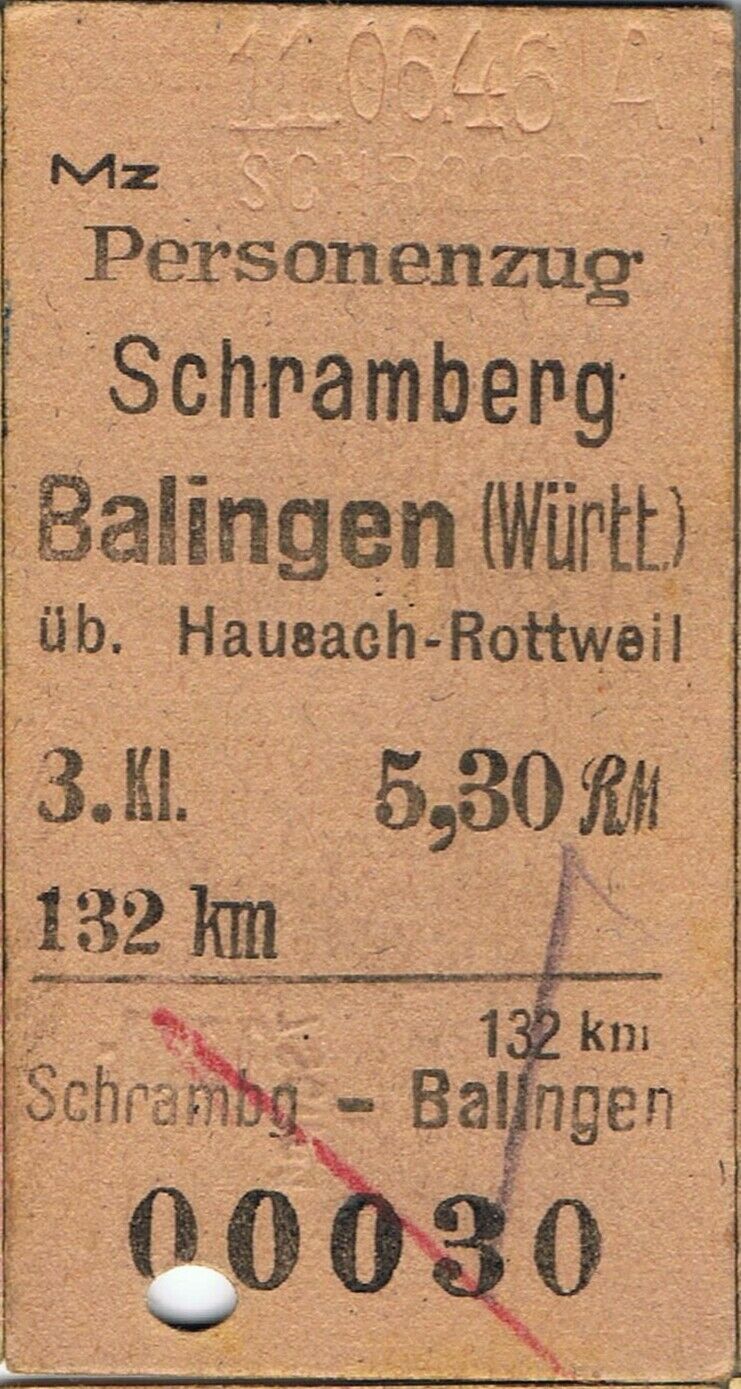 11.06.46 A
Mz
Personenzug
Schramberg
Balingen (Württ.)
üb. Hausach-Rottweil
3. Kl. 5,30 RM
132 km
132 km
Schrambg - Balingen
00030